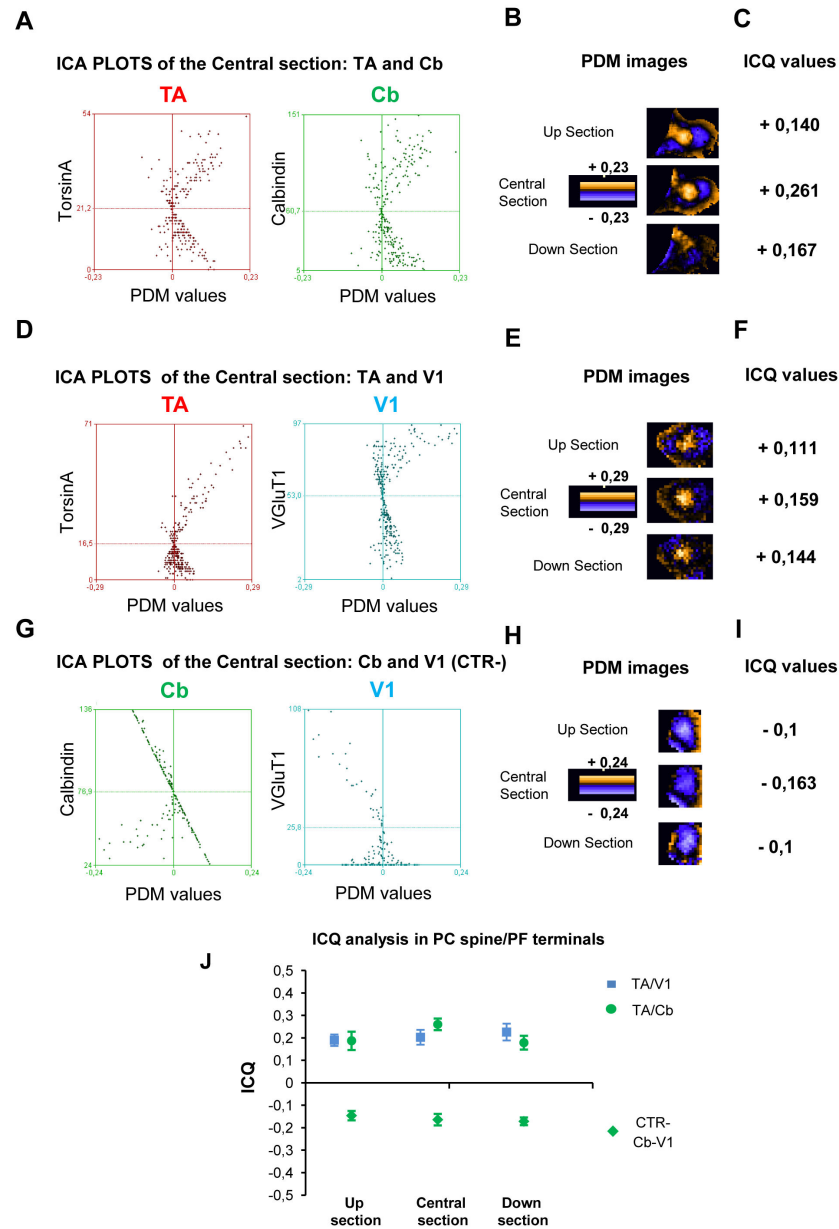 A
B
C
ICA PLOTS of the Central section: TA and Cb
PDM images
ICQ values
TA
Cb
54
TorsinA
21,2
0
-0,23
0
0,23
PDM values
151
Calbindin
60,7
5
-0,23
0
0,23
PDM values
Up Section
+ 0,23
Central
Section
- 0,23
Down Section
+ 0,140
+ 0,261
+ 0,167
D
E
F
ICA PLOTS of the Central section: TA and V1
PDM images
ICQ values
TA
V1
71
TorsinA
16,5
0
-0,29
0
0,29
PDM values
97
VGluT1
53,0
2
-0,29
0
0,29
PDM values
Up Section
+ 0,29
Central
Section
- 0,29
Down Section
+ 0,111
+ 0,159
+ 0,144
G
H
I
ICA PLOTS of the Central section: Cb and V1 (CTR-)
PDM images
ICQ values
Cb
V1
136
Calbindin
76,9
24
-0,24
0
0,24
PDM values
108
VGluT1
25,9
0
-0,24
0
0,24
PDM values
Up Section
+ 0,24
Central
Section
- 0,24
Down Section
- 0,1
- 0,163
- 0,1
ICQ analysis in PC spine/PF terminals
J
0,5
0,4
0,3
0,2
0,1
0
-0,1
-0,2
-0,3
-0,4
-0,5
ICQ
Up
section
Central
section
Down
section
TA/V1
TA/Cb
CTR-
Cb-V1